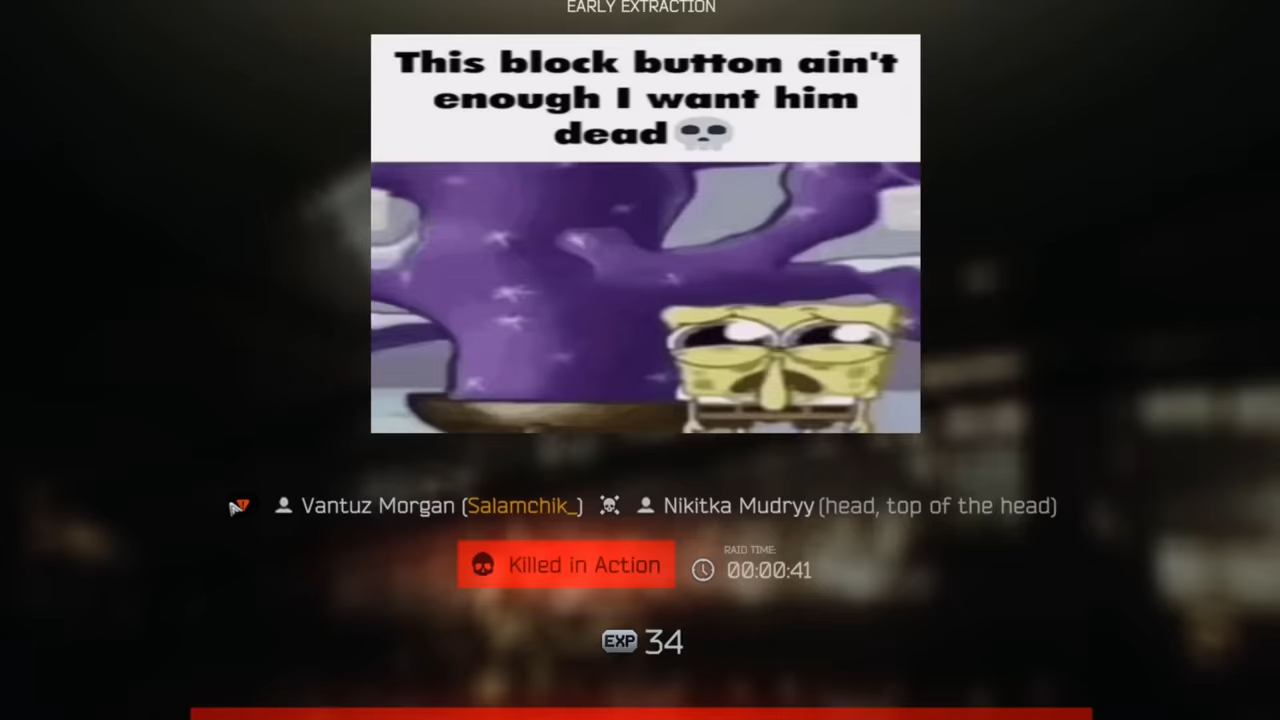 EARLY EXTRACTION
This block button ain't
enough I want him
dead💀
Vantuz Morgan (Salamchik_) Nikitka Mudryy (head, top of the head)
Killed in Action
RAID TIME:
00:00:41
EXP 34